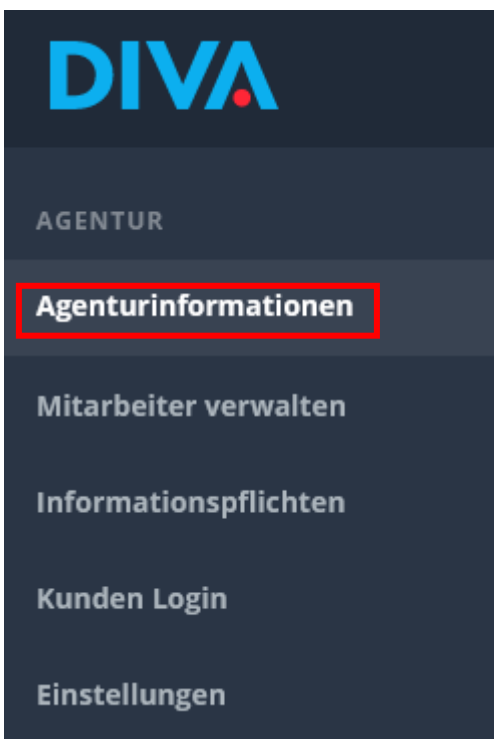 DIVA
AGENTUR
Agenturinformationen
Mitarbeiter verwalten
Informationspflichten
Kunden Login
Einstellungen